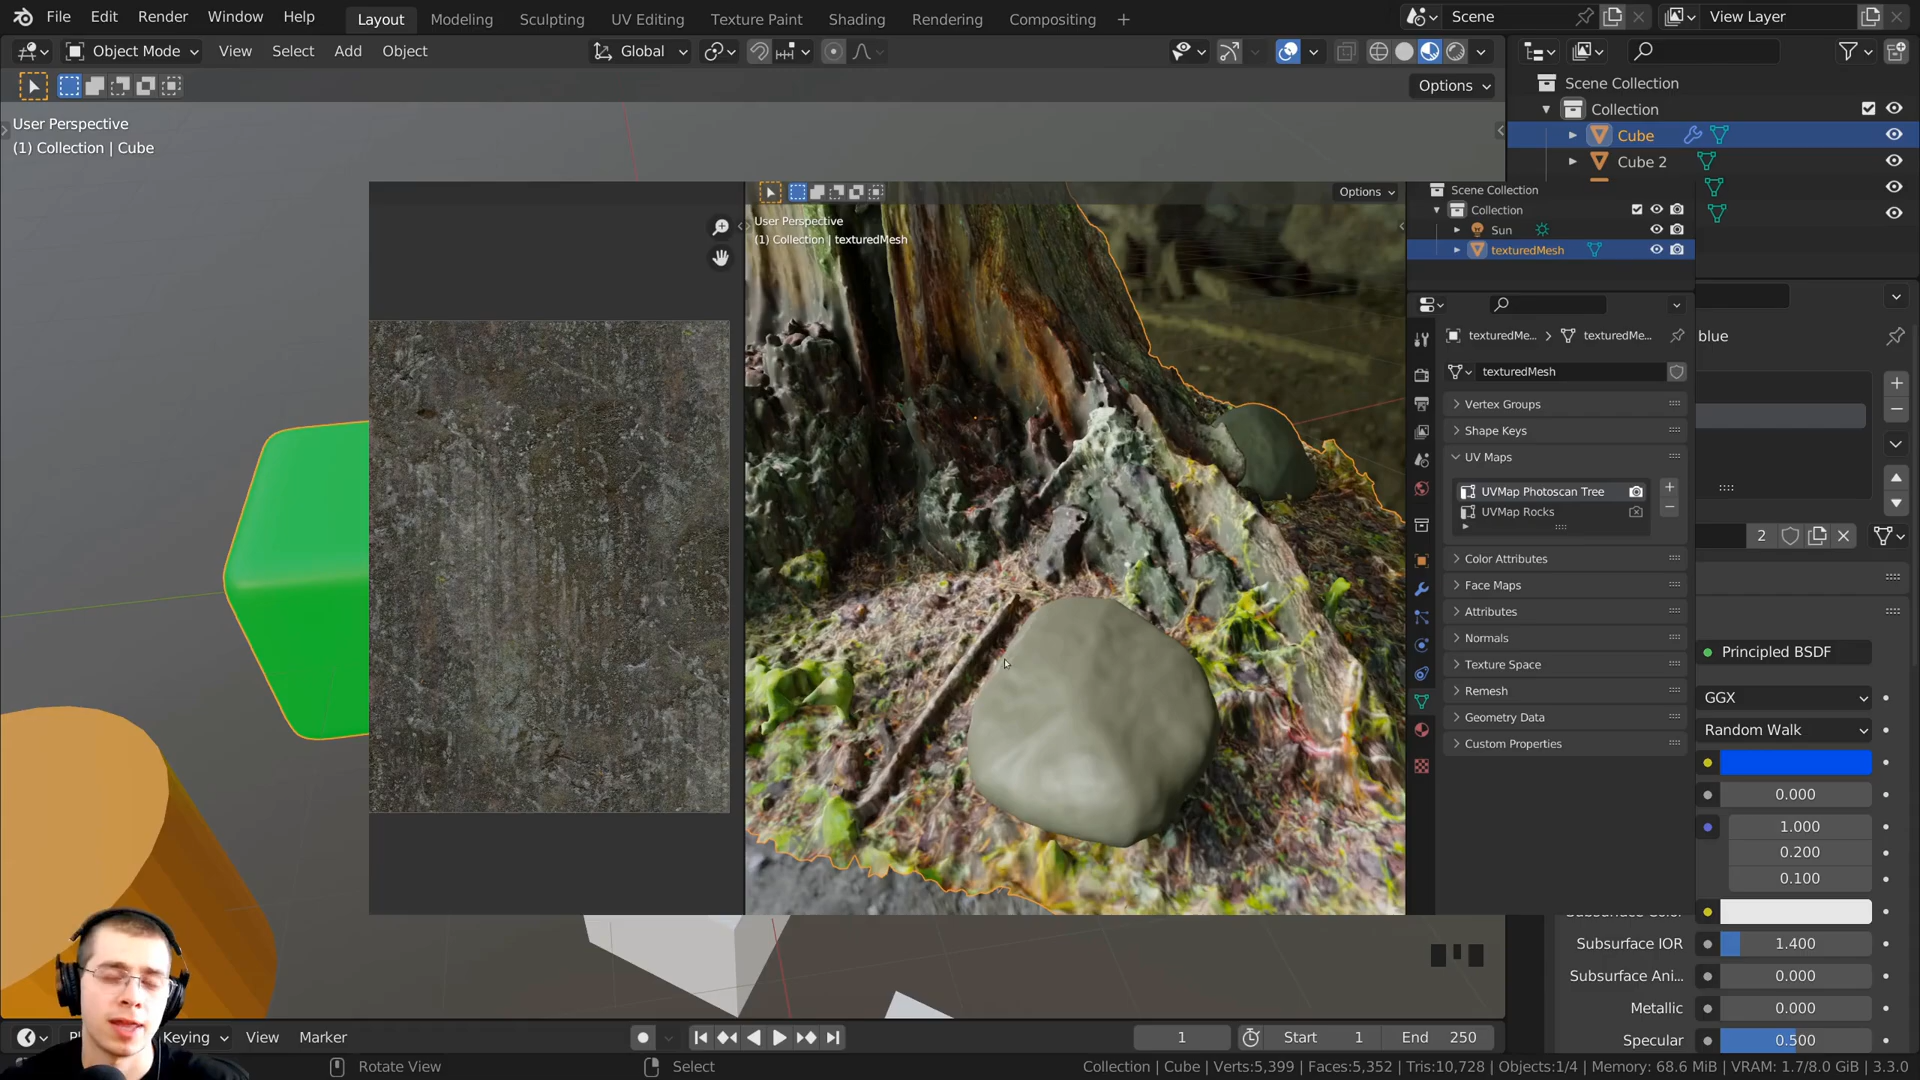 File Edit Render Window Help Layout Modeling Sculpting UV Editing Texture Paint Shading Rendering Compositing + Scene View Layer
Object Mode View Select Add Object Global
Options
User Perspective
(1) Collection | Cube
Scene Collection
Collection
Cube
Cube 2
Options
User Perspective
(1) Collection | texturedMesh
Scene Collection
Collection
Sun
texturedMesh
texturedMe... > texturedMe...
blue
texturedMesh
Vertex Groups
Shape Keys
UV Maps
UVMap Photoscan Tree
UVMap Rocks
2
Color Attributes
Face Maps
Attributes
Normals
Texture Space
Remesh
Geometry Data
Custom Properties
Principled BSDF
GGX
Random Walk
0.000
1.000
0.200
0.100
Subsurface IOR 1.400
Subsurface Ani... 0.000
Metallic 0.000
Specular 0.500
Keying View Marker 1 Start 1 End 250
Rotate View Select Collection | Cube | Verts:5,399 | Faces:5,352 | Tris:10,728 | Objects:1/4 | Memory: 68.6 MiB | VRAM: 1.7/8.0 GiB | 3.3.0